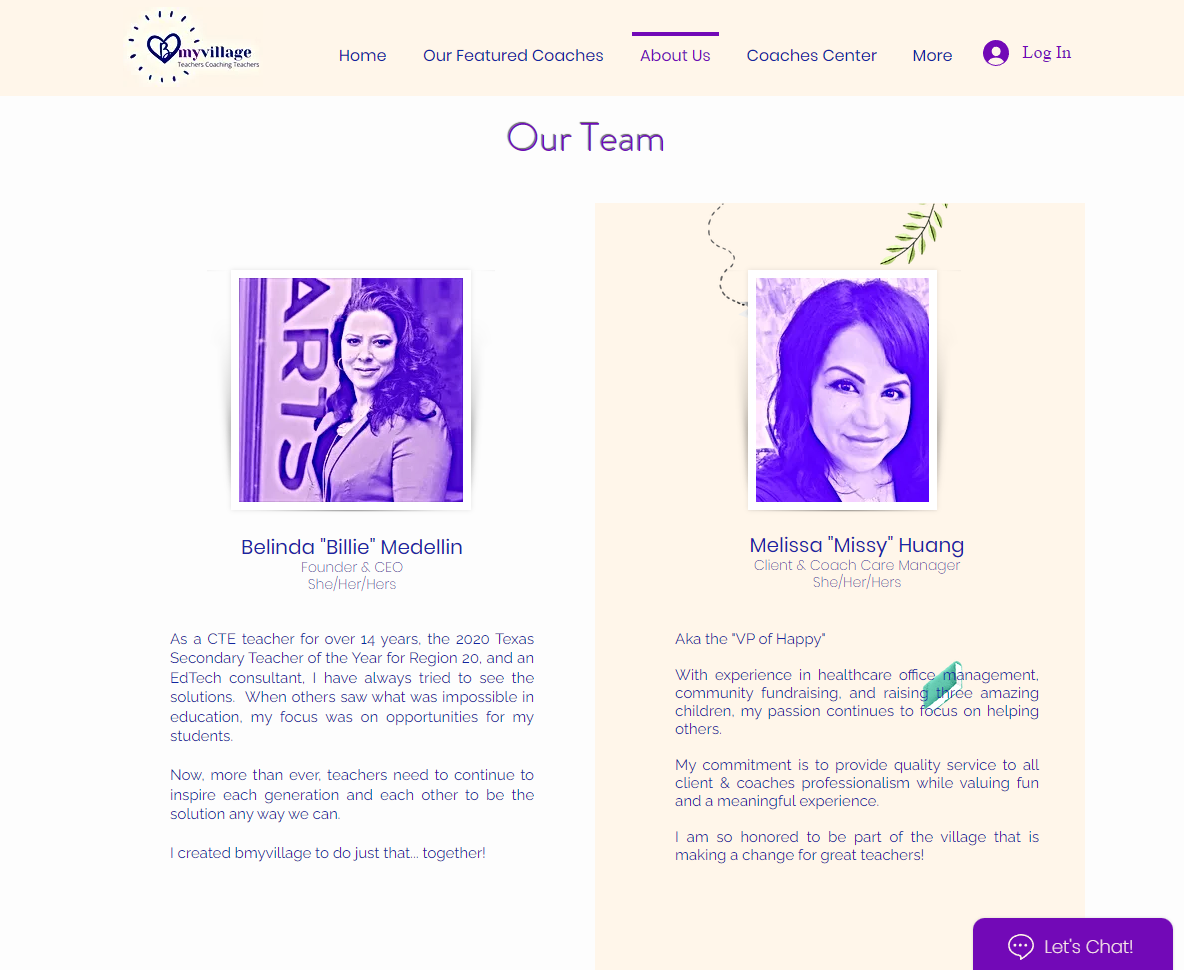 Bmyvillage
Teachers Coaching Teachers
Home
Our Featured Coaches
About Us
Coaches Center
More
Log In
Our Team
ARTS
Belinda "Billie" Medellin
Founder & CEO
She/Her/Hers
As a CTE teacher for over 14 years, the 2020 Texas
Secondary Teacher of the Year for Region 20, and an
EdTech consultant, I have always tried to see the
solutions. When others saw what was impossible in
education, my focus was on opportunities for my
students.
Now, more than ever, teachers need to continue to
inspire each generation and each other to be the
solution any way we can.
I created bmyvillage to do just that... together!
Melissa "Missy" Huang
Client & Coach Care Manager
She/Her/Hers
Aka the "VP of Happy"
With experience in healthcare office management,
community fundraising, and raising three amazing
children, my passion continues to focus on helping
others.
My commitment is to provide quality service to all
client & coaches professionalism while valuing fun
and a meaningful experience.
I am so honored to be part of the village that is
making a change for great teachers!
Let's Chat!